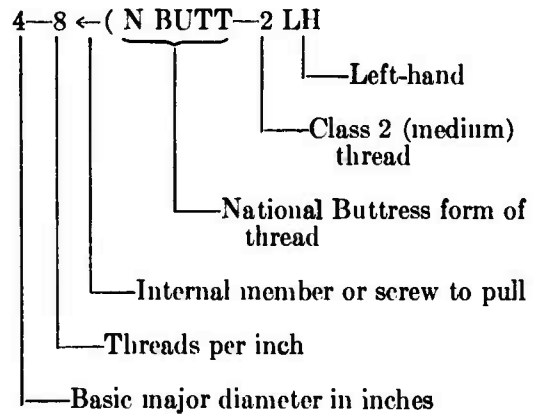 4—8 ←( N BUTT—2 LH
Left-hand
Class 2 (medium)
thread
National Buttress form of
thread
Internal member or screw to pull
Threads per inch
Basic major diameter in inches